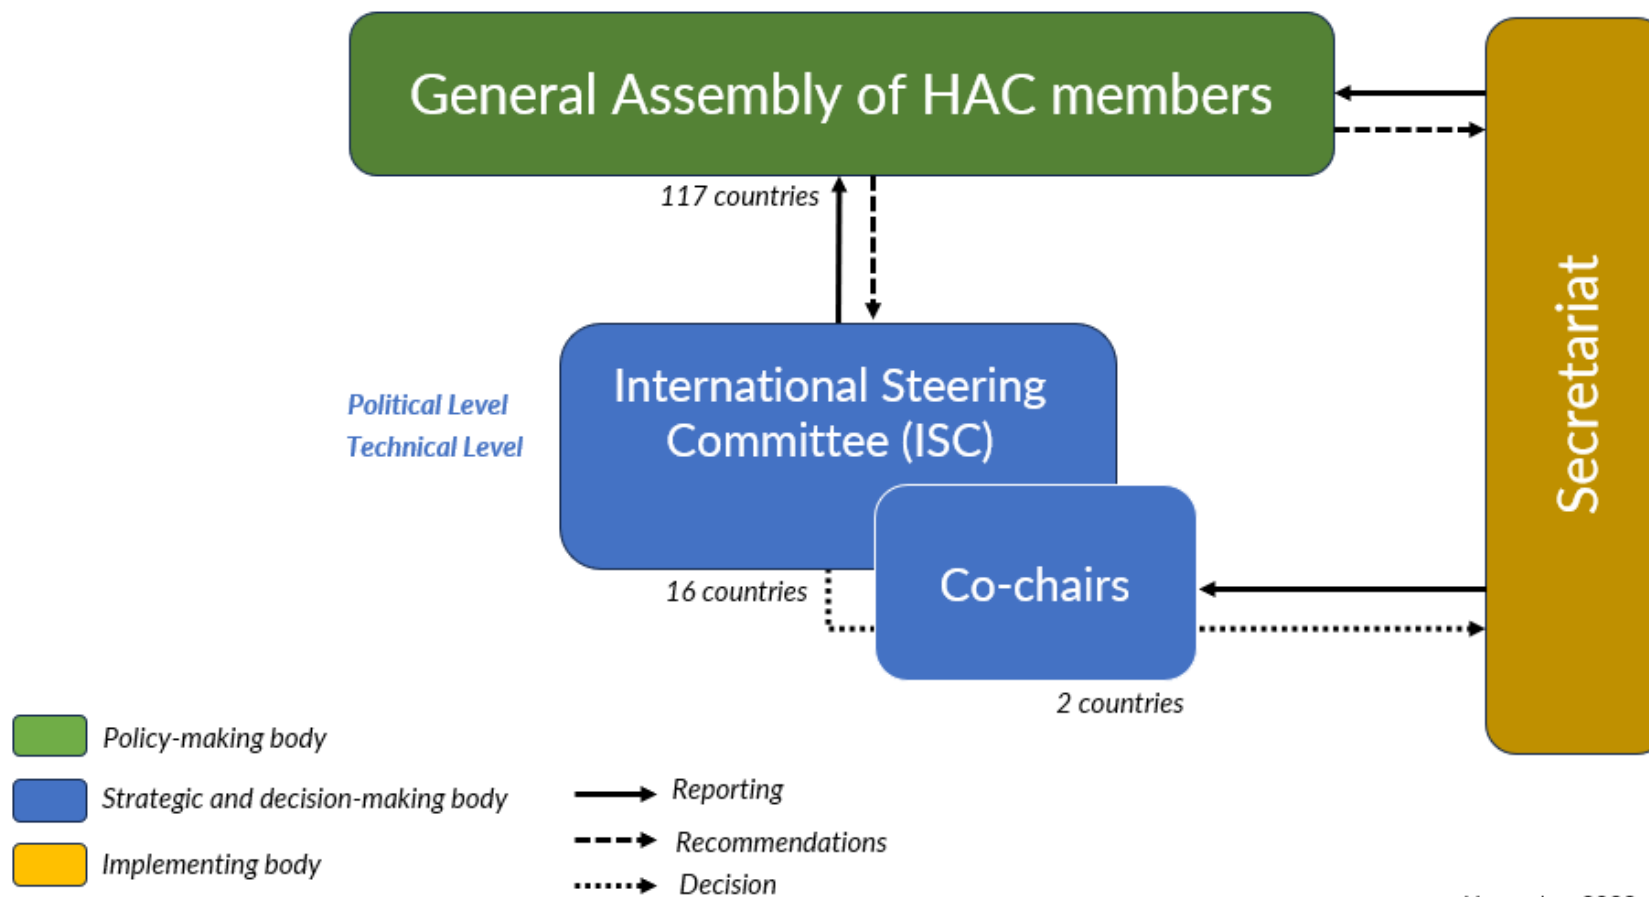 General Assembly of HAC members
117 countries
International Steering
Committee (ISC)
Political Level
Technical Level
Secretariat
Co-chairs
16 countries
2 countries
Policy-making body
Strategic and decision-making body
Implementing body
Reporting
Recommendations
Decision